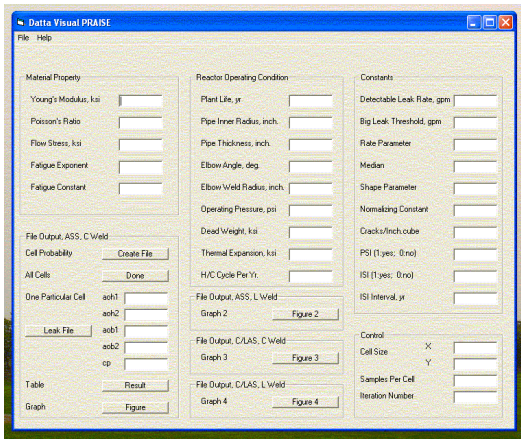 Datta Visual PRAISE
File Help
Material Property
Young's Modulus, ksi
Poisson's Ratio
Flow Stress, ksi
Fatigue Exponent
Fatigue Constant
File Output, ASS, C Weld
Cell Probability Create File
All Cells Done
One Particular Cell aoh1
aoh2
Leak File aob1
aob2
cp
Table Result
Graph Figure
Reactor Operating Condition
Plant Life, yr
Pipe Inner Radius, inch.
Pipe Thickness, inch.
Elbow Angle, deg.
Elbow Weld Radius, inch.
Operating Pressure, psi
Dead Weight, ksi
Thermal Expansion, ksi
H/C Cycle Per Yr.
File Output, ASS, L Weld
Graph 2 Figure 2
File Output, C/LAS, C Weld
Graph 3 Figure 3
File Output, C/LAS, L Weld
Graph 4 Figure 4
Constants
Detectable Leak Rate, gpm
Big Leak Threshold, gpm
Rate Parameter
Median
Shape Parameter
Normalizing Constant
Cracks/Inch.cube
PSI (1:yes; 0:no)
ISI (1:yes; 0:no)
ISI Interval, yr
Control
Cell Size X
Y
Samples Per Cell
Iteration Number